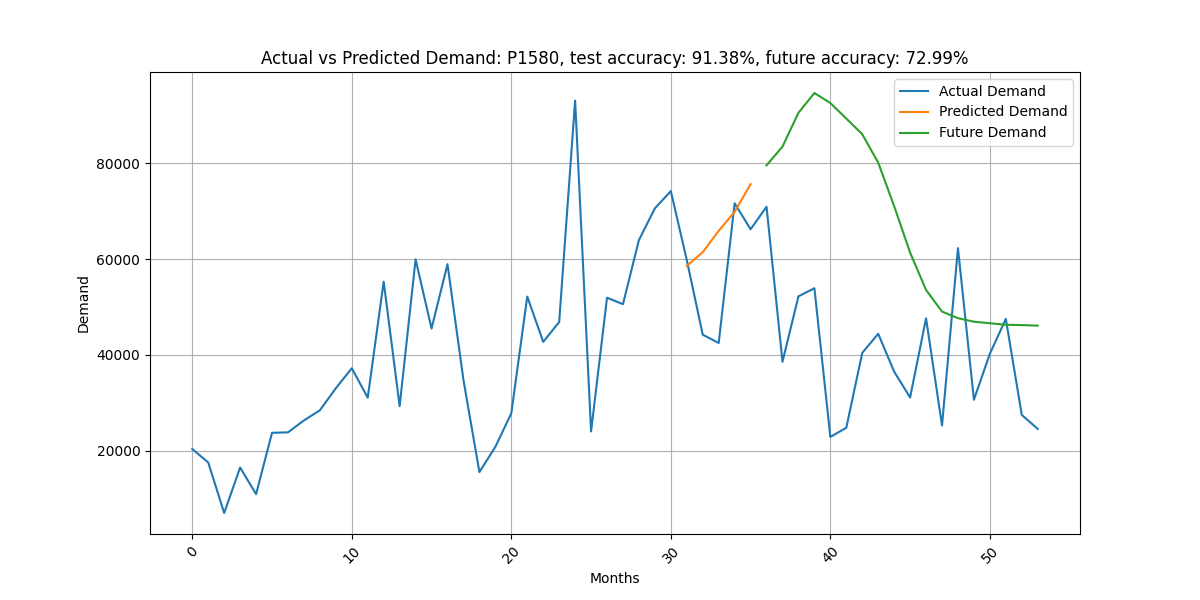 Actual vs Predicted Demand: P1580, test accuracy: 91.38%, future accuracy: 72.99%
Actual Demand
Predicted Demand
Future Demand
80000
60000
40000
20000
Demand
0
10
20
30
40
50
Months